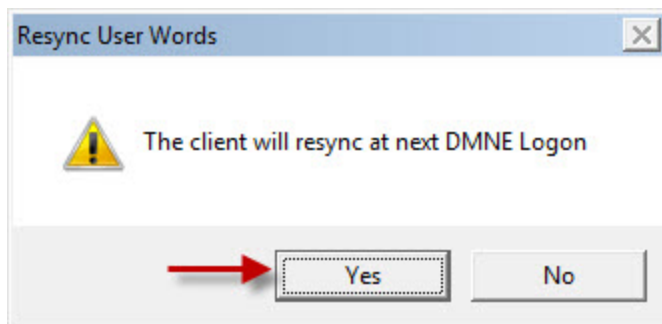 Resync User Words
The client will resync at next DMNE Logon
Yes
No